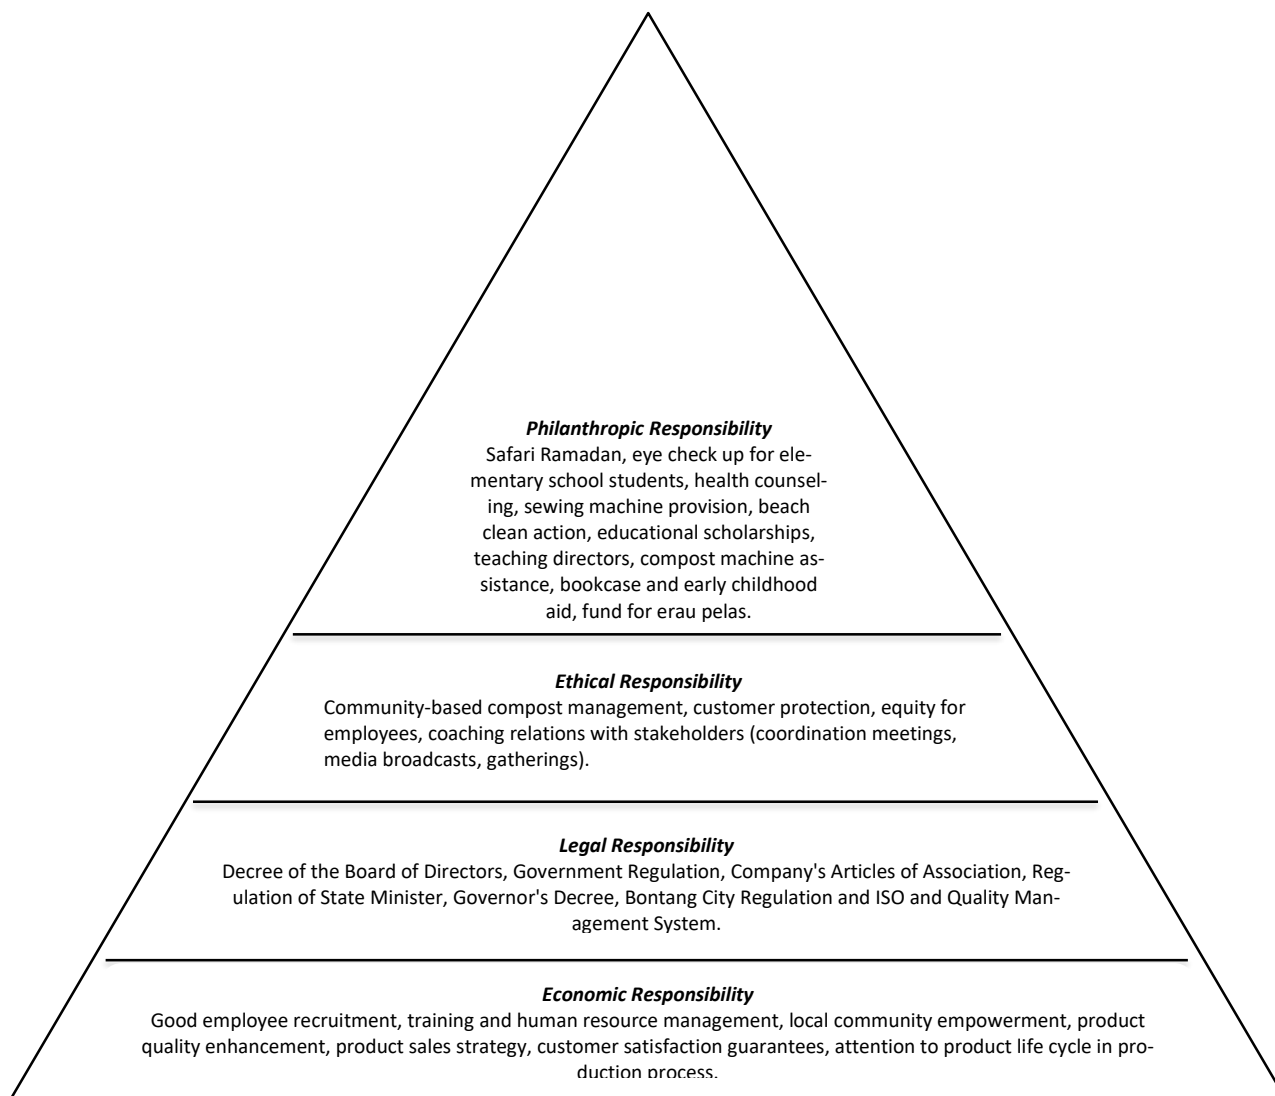 Philanthropic Responsibility
Safari Ramadan, eye check up for ele-
mentary school students, health counsel-
ing, sewing machine provision, beach
clean action, educational scholarships,
teaching directors, compost machine as-
sistance, bookcase and early childhood
aid, fund for erau pelas.
Ethical Responsibility
Community-based compost management, customer protection, equity for
employees, coaching relations with stakeholders (coordination meetings,
media broadcasts, gatherings).
Legal Responsibility
Decree of the Board of Directors, Government Regulation, Company's Articles of Association, Reg-
ulation of State Minister, Governor's Decree, Bontang City Regulation and ISO and Quality Man-
agement System.
Economic Responsibility
Good employee recruitment, training and human resource management, local community empowerment, product
quality enhancement, product sales strategy, customer satisfaction guarantees, attention to product life cycle in pro-
duction process.